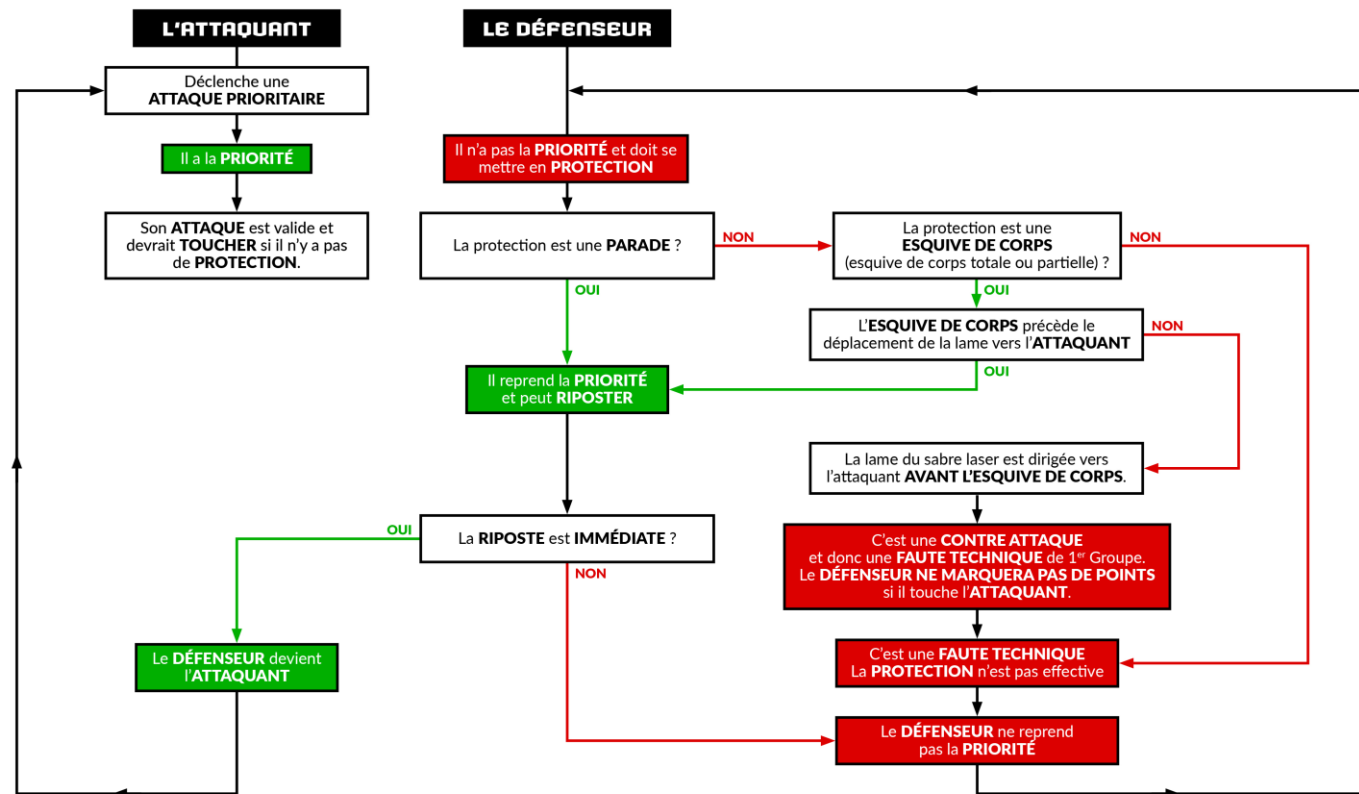 L'ATTAQUANT
Déclenche une
ATTAQUE PRIORITAIRE
Il a la PRIORITÉ
Son ATTAQUE est valide et
devrait TOUCHER si il n'y a pas
de PROTECTION.
LE DÉFENSEUR
Il n'a pas la PRIORITÉ et doit se
mettre en PROTECTION
La protection est une PARADE ?
NON
OUI
La protection est une
ESQUIVE DE CORPS
(esquive de corps totale ou partielle) ?
NON
OUI
L'ESQUIVE DE CORPS précède le
déplacement de la lame vers l'ATTAQUANT
NON
OUI
Il reprend la PRIORITÉ
et peut RIPOSTER
La lame du sabre laser est dirigée vers
l'attaquant AVANT L'ESQUIVE DE CORPS.
La RIPOSTE est IMMÉDIATE ?
OUI
NON
C'est une CONTRE ATTAQUE
et donc une FAUTE TECHNIQUE de 1er Groupe.
Le DÉFENSEUR NE MARQUERA PAS DE POINTS
si il touche l'ATTAQUANT.
Le DÉFENSEUR devient
l'ATTAQUANT
C'est une FAUTE TECHNIQUE
La PROTECTION n'est pas effective
Le DÉFENSEUR ne reprend
pas la PRIORITÉ